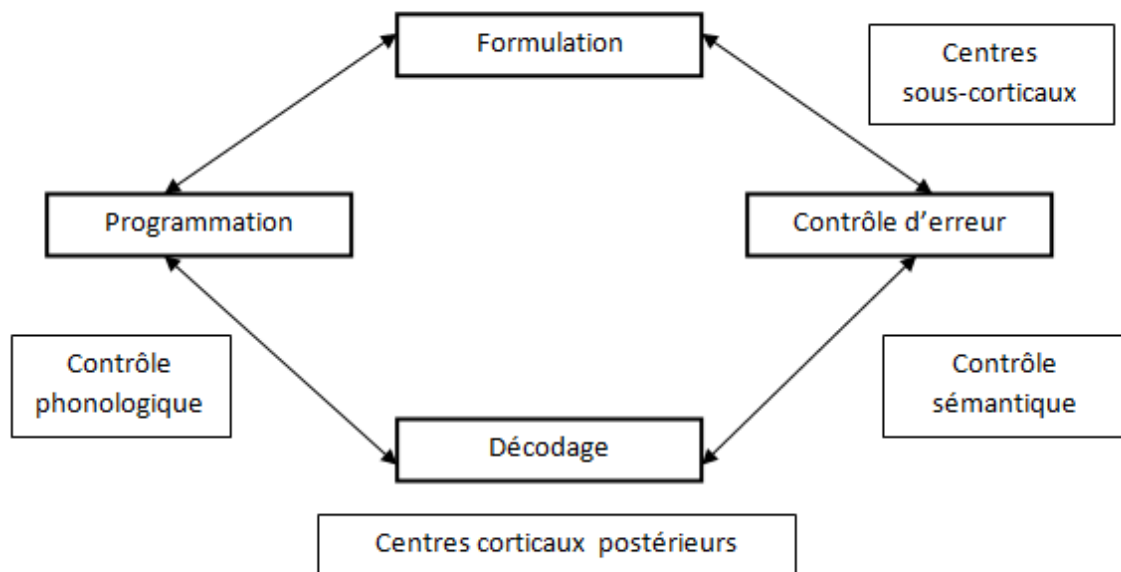 Formulation
Centres
sous-corticaux
Programmation
Contrôle d'erreur
Contrôle
phonologique
Contrôle
sémantique
Décodage
Centres corticaux postérieurs